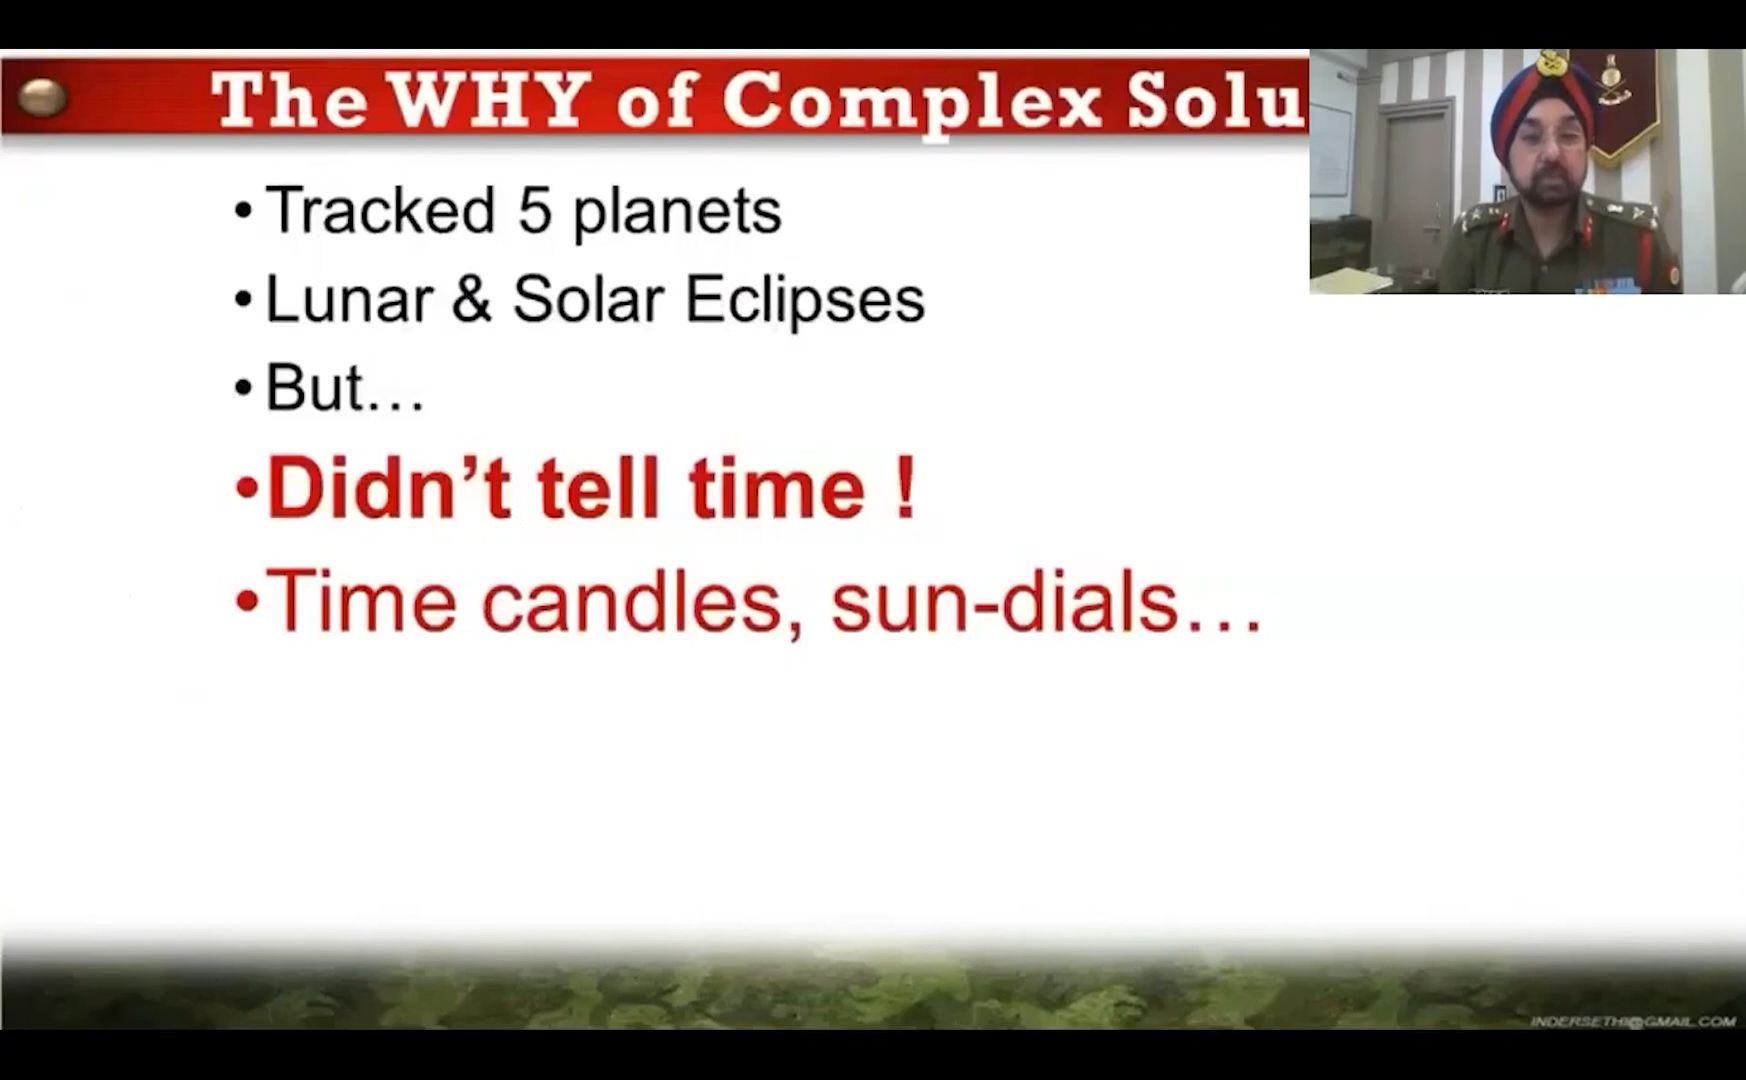 The WHY of Complex Solu
• Tracked 5 planets
• Lunar & Solar Eclipses
• But...
• Didn't tell time !
• Time candles, sun-dials...
INDERSETHI@GMAIL.COM